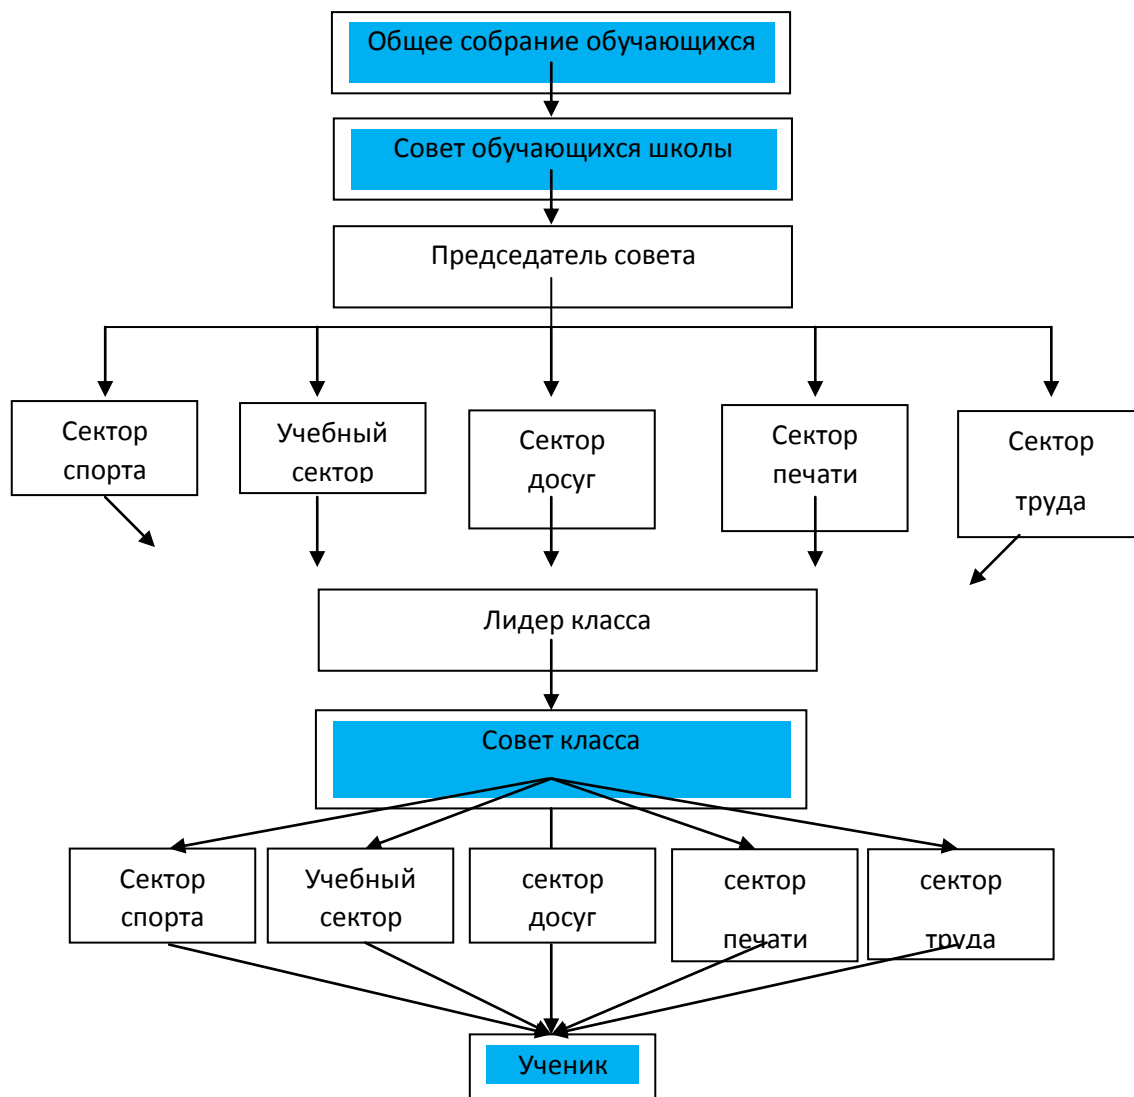 Общее собрание обучающихся
Совет обучающихся школы
Председатель совета
Сектор
спорта
Учебный
сектор
Сектор
досуг
Сектор
печати
Сектор
труда
Лидер класса
Совет класса
Сектор
спорта
Учебный
сектор
сектор
досуг
сектор
печати
сектор
труда
Ученик